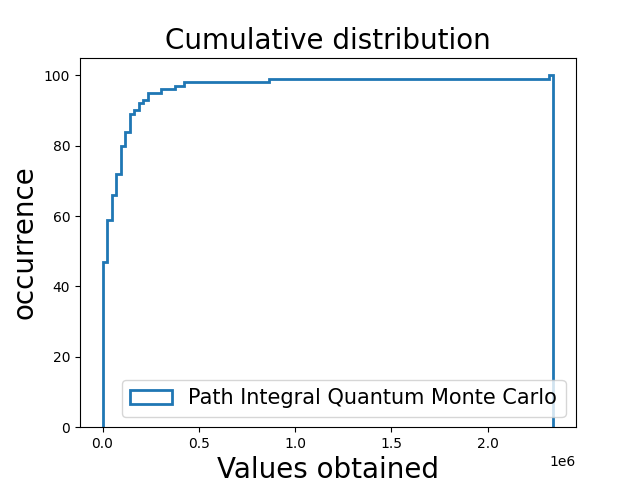 Cumulative distribution
occurrence
100
80
60
40
20
0
Path Integral Quantum Monte Carlo
0.0 0.5 1.0 1.5 2.0
1e6
Values obtained